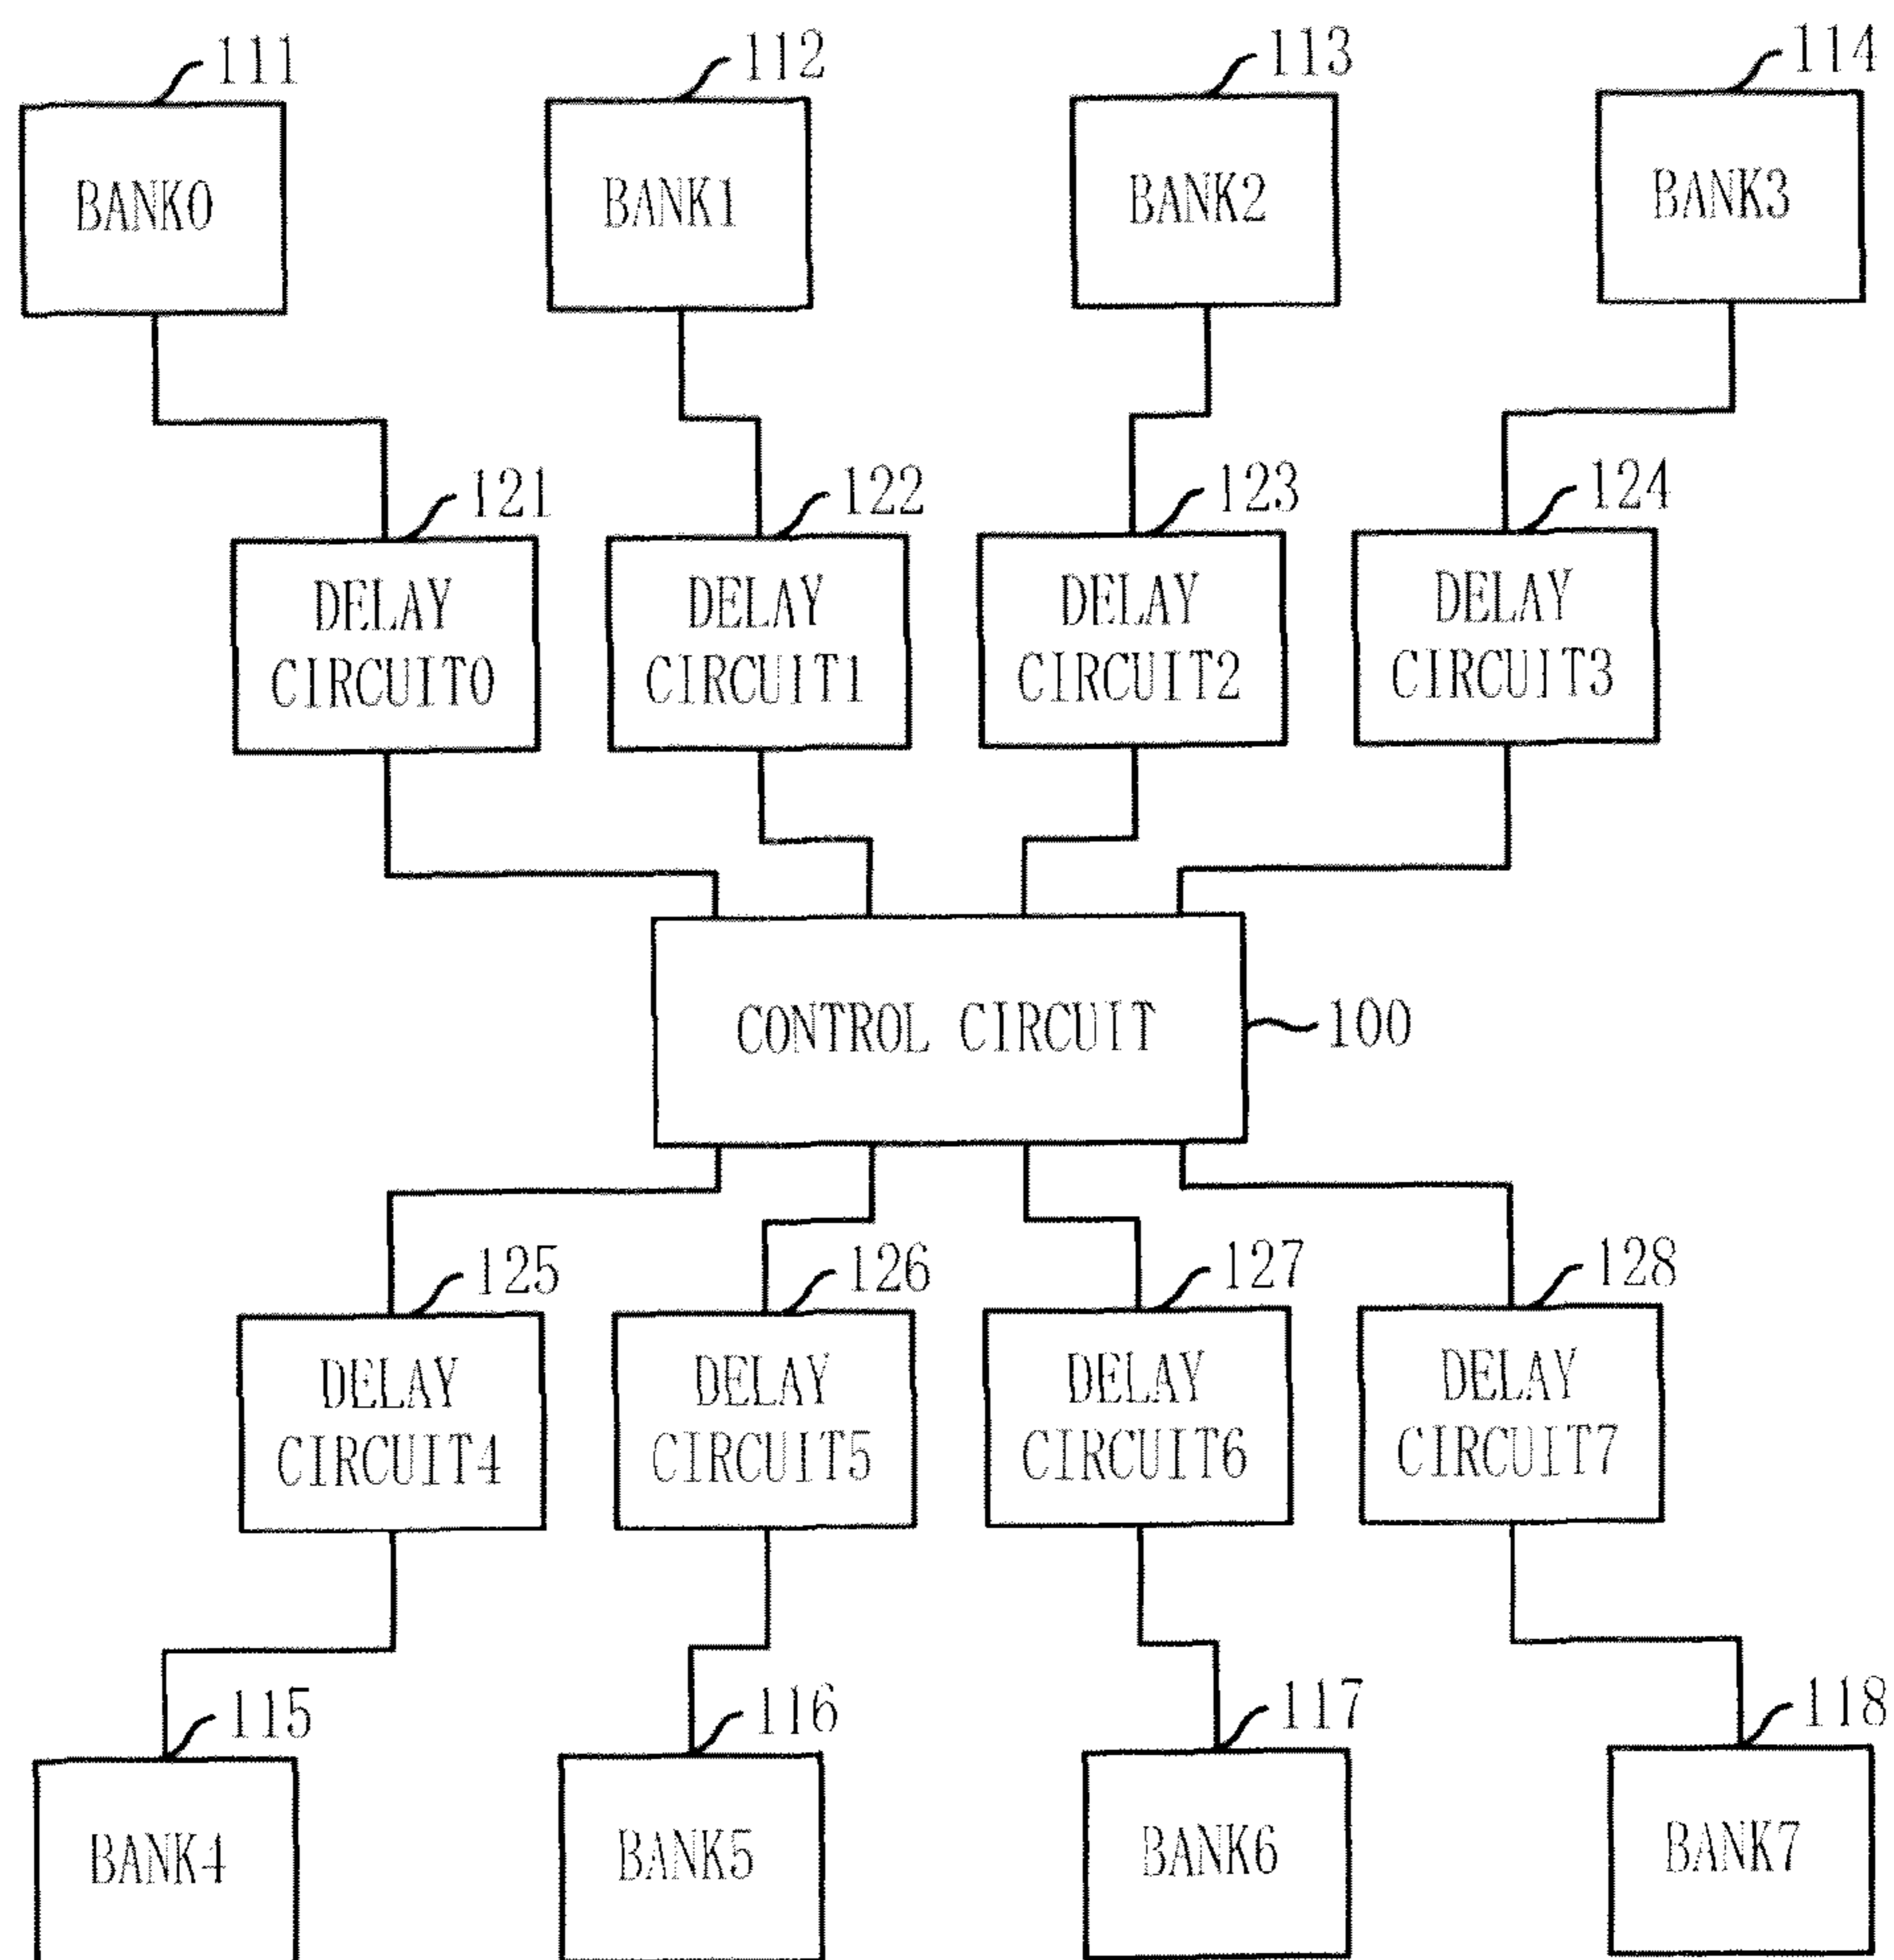 111
112
113
114
BANK0
BANK1
BANK2
BANK3
121
122
123
124
DELAY
CIRCUIT0
DELAY
CIRCUIT1
DELAY
CIRCUIT2
DELAY
CIRCUIT3
CONTROL CIRCUIT
100
125
126
127
128
DELAY
CIRCUIT4
DELAY
CIRCUIT5
DELAY
CIRCUIT6
DELAY
CIRCUIT7
115
116
117
118
BANK4
BANK5
BANK6
BANK7